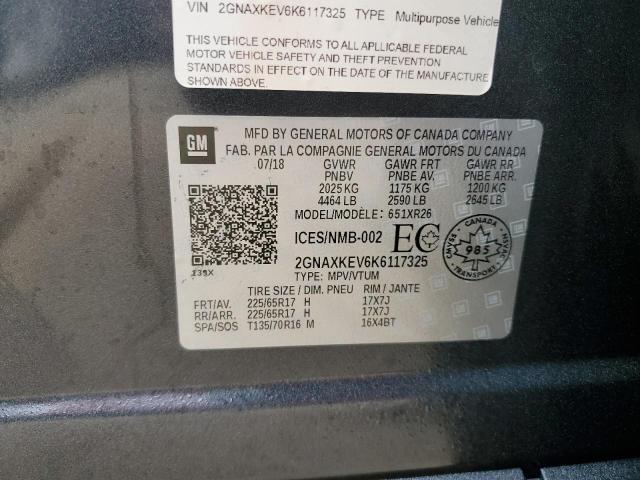 VIN 2GNAXKEV6K6117325 TYPE Multipurpose Vehicle
THIS VEHICLE CONFORMS TO ALL APLLICABLE FEDERAL
MOTOR VEHICLE SAFETY AND THEFT PREVENTION
STANDARDS IN EFFECT ON THE DATE OF THE MANUFACTURE
SHOWN ABOVE.
GM
MFD BY GENERAL MOTORS OF CANADA COMPANY
FAB. PAR LA COMPAGNIE GENERAL MOTORS DU CANADA
07/18 GVWR GAWR FRT GAWR RR
PNBV PNBE AV. PNBE ARR.
2025 KG 1175 KG 1200 KG
4464 LB 2590 LB 2645 LB
MODEL/MODÈLE: 651XR26
ICES/NMB-002 EC
CANADA
CMVSS 985 NSVAC
TRANSPORT
2GNAXKEV6K6117325
139X
TYPE: MPV/VTUM
TIRE SIZE / DIM. PNEU RIM / JANTE
FRT/AV. 225/65R17 H 17X7J
RR/ARR. 225/65R17 H 17X7J
SPA/SOS T135/70R16 M 16X4BT